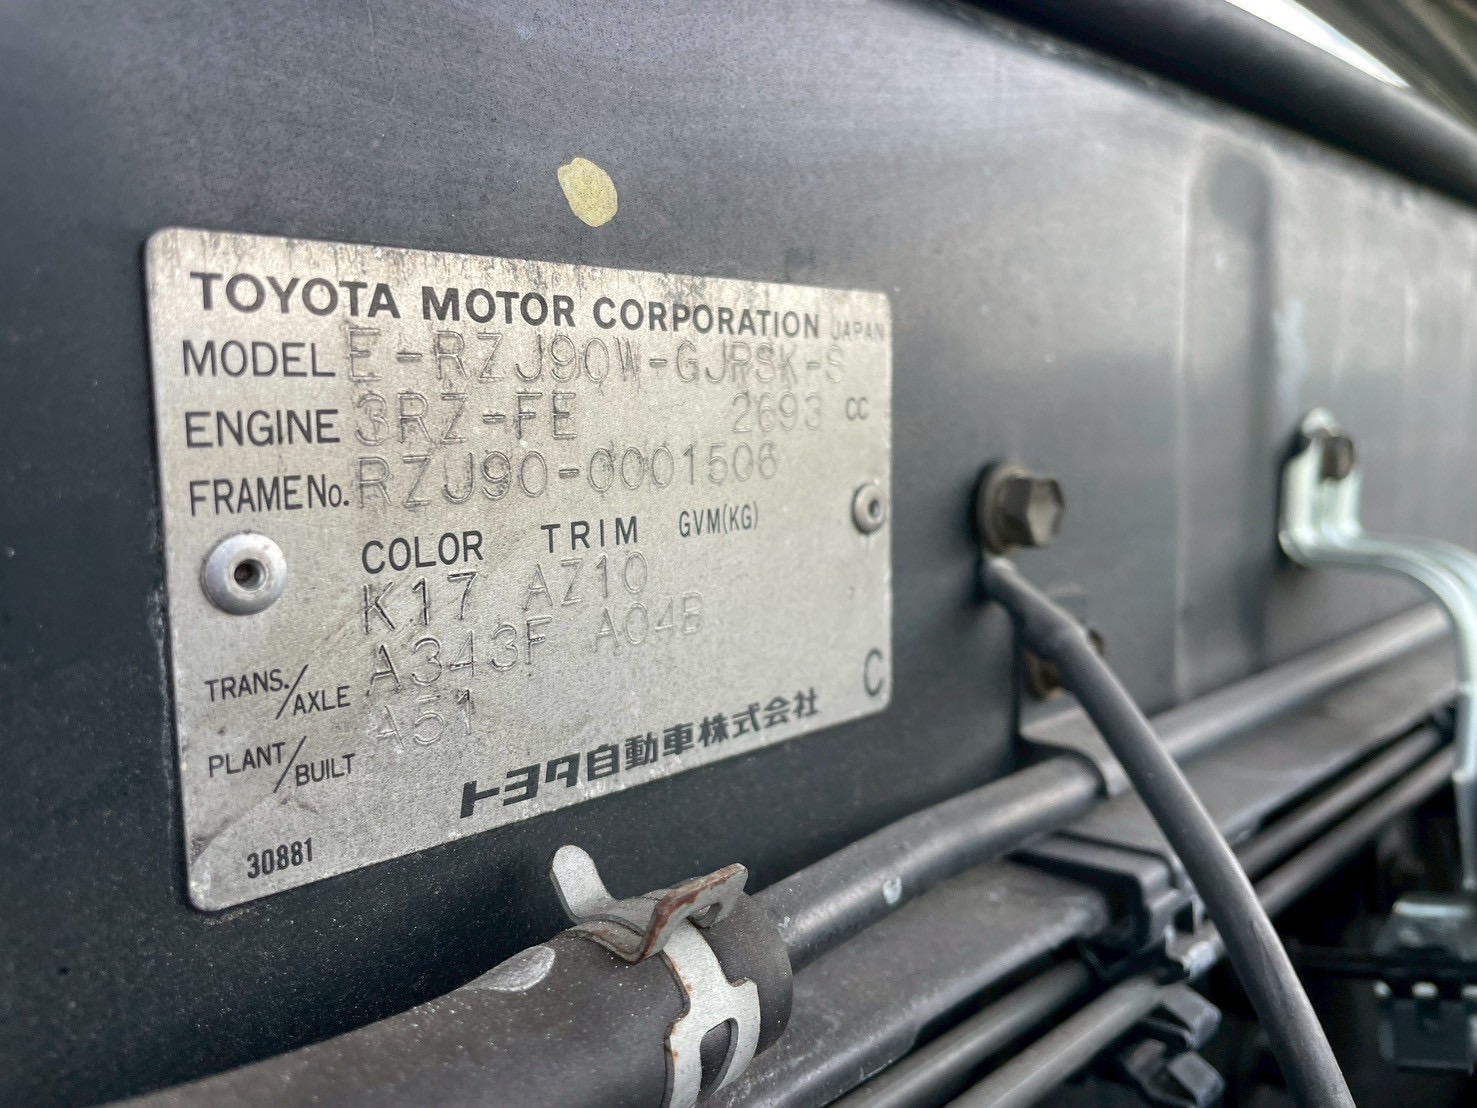 TOYOTA MOTOR CORPORATION JAPAN
MODEL E-RZJ90W-GJRSK-S
ENGINE 3RZ-FE 2693 CC
FRAME No. RZJ90-0001506
COLOR TRIM GVM(KG)
K17 AZ10
TRANS./AXLE A343F A04B
PLANT/BUILT A51
C
トヨタ自動車株式会社
30881